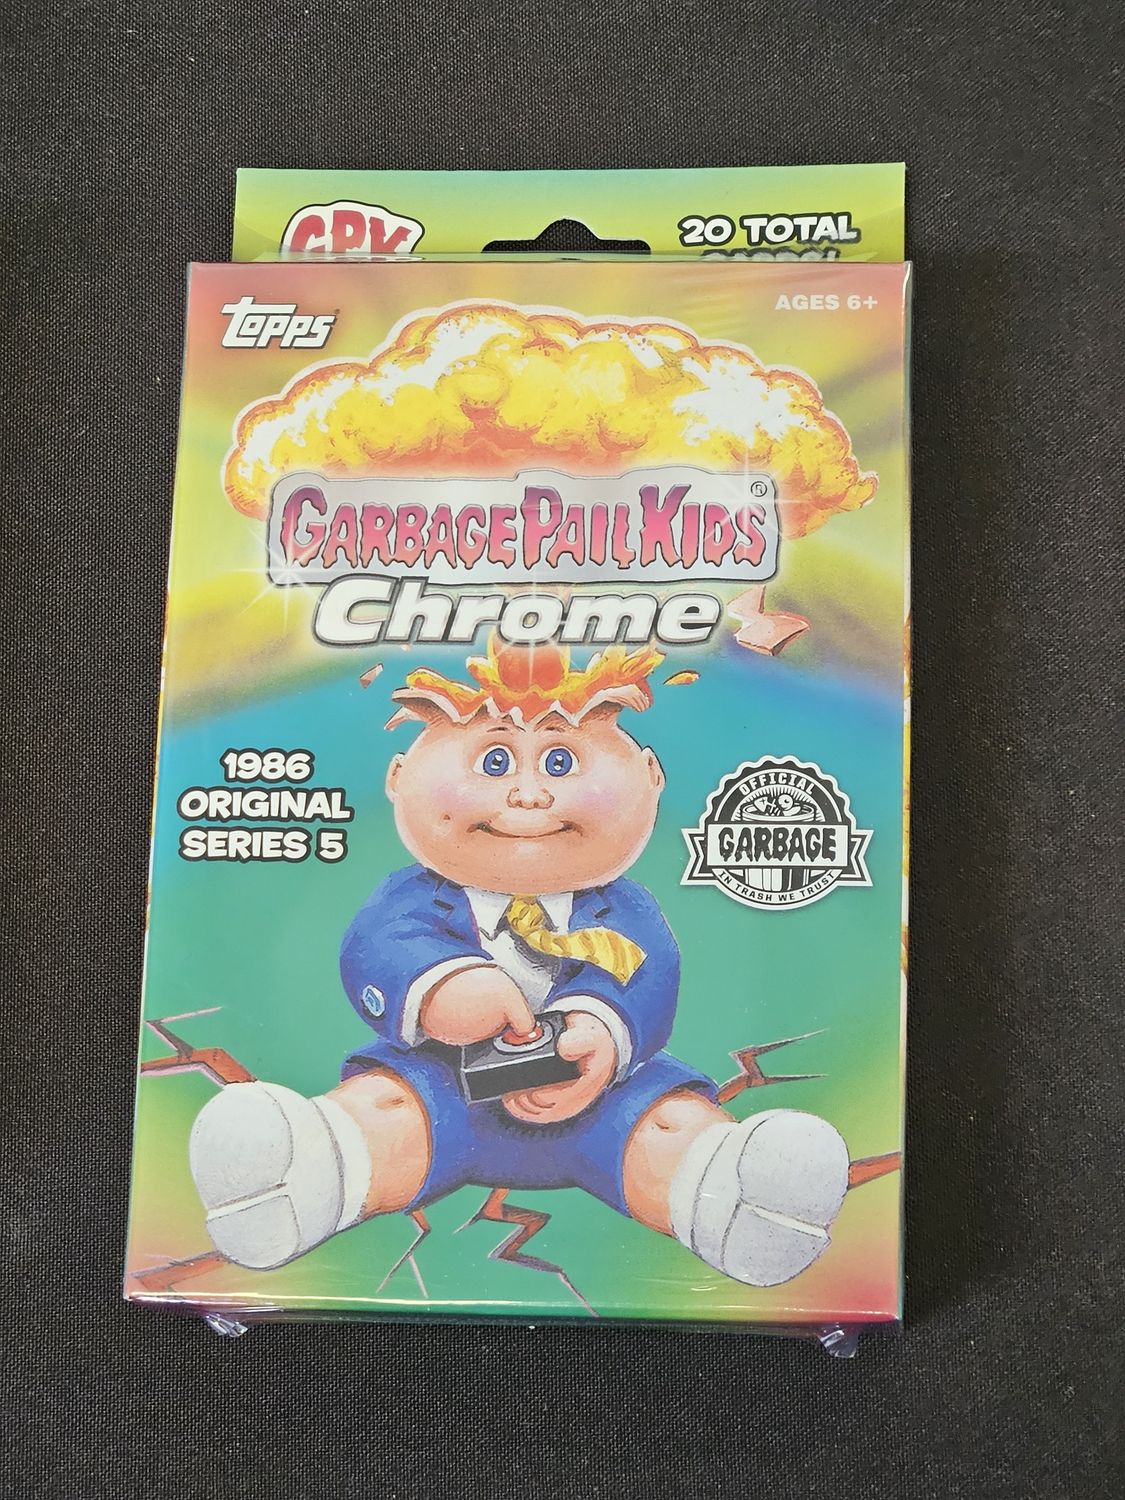 GPK
20 TOTAL
CARDS!
Topps
AGES 6+
GARBAGE PAIL KIDS®
Chrome
1986
ORIGINAL
SERIES 5
OFFICIAL
GARBAGE
IN TRASH WE TRUST